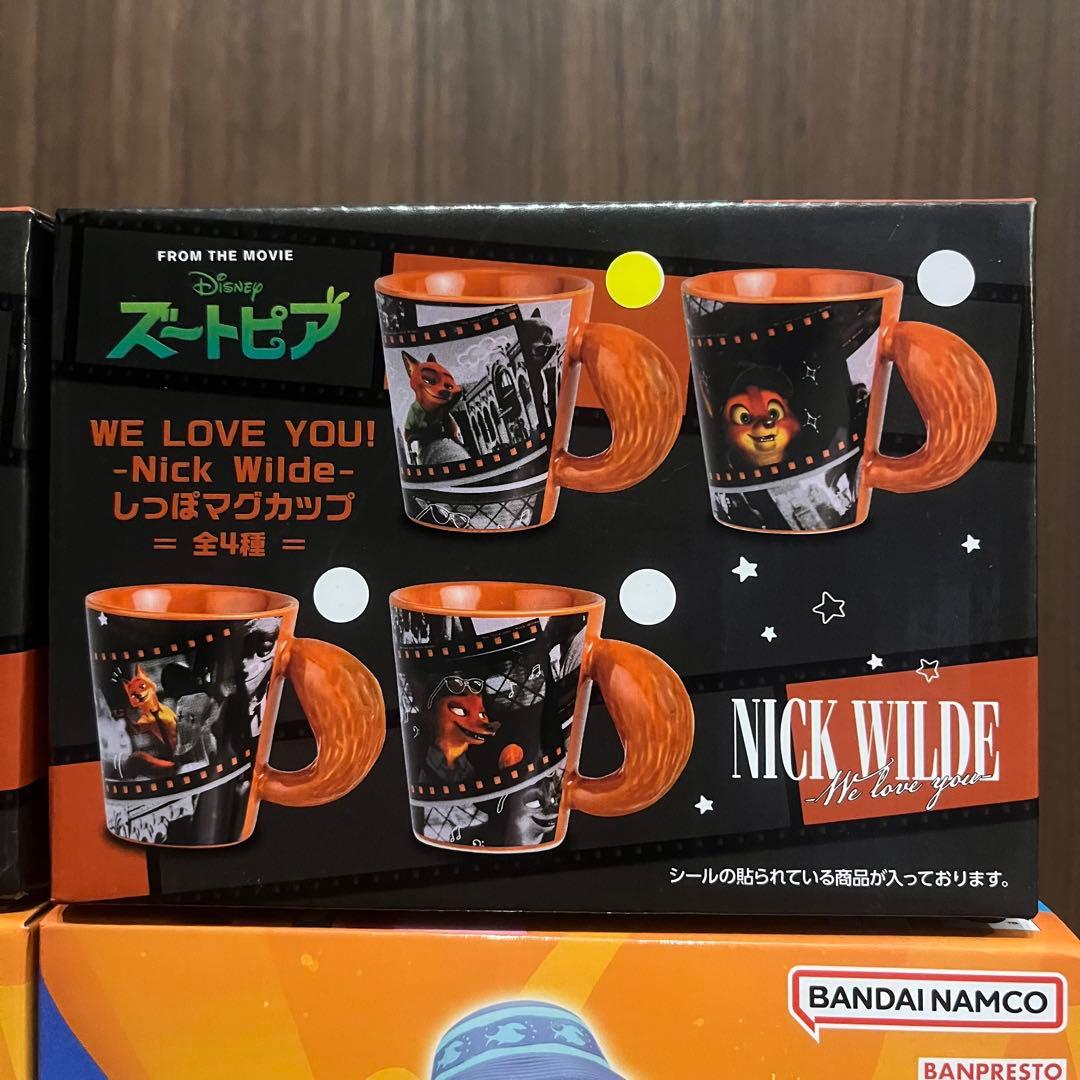 FROM THE MOVIE
Disney
ズートピア
WE LOVE YOU!
-Nick Wilde-
しっぽマグカップ
= 全4種 =
NICK WILDE
-We love you-
シールの貼られている商品が入っております。
BANDAI NAMCO
BANPRESTO